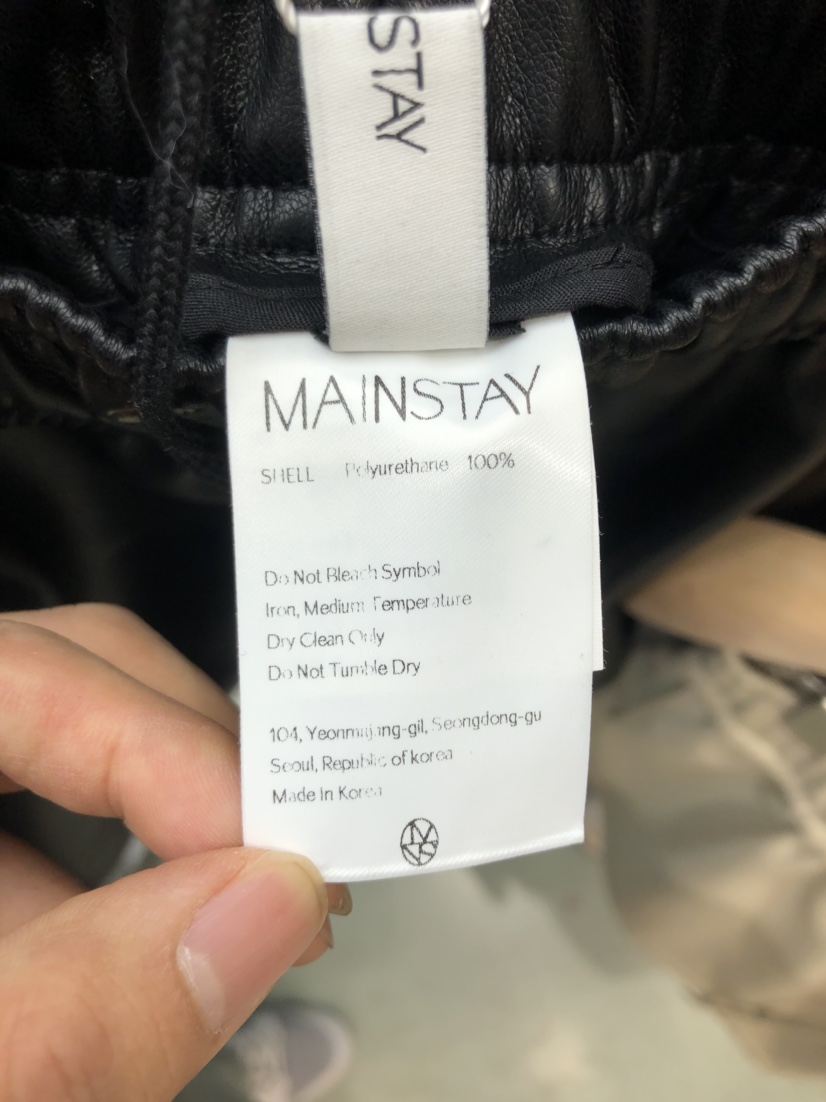 STAY
MAINSTAY
SHELL Polyurethane 100%
Do Not Bleach Symbol
Iron, Medium Temperature
Dry Clean Only
Do Not Tumble Dry
104, Yeonmujang-gil, Seongdong-gu
Seoul, Republic of korea
Made in Korea